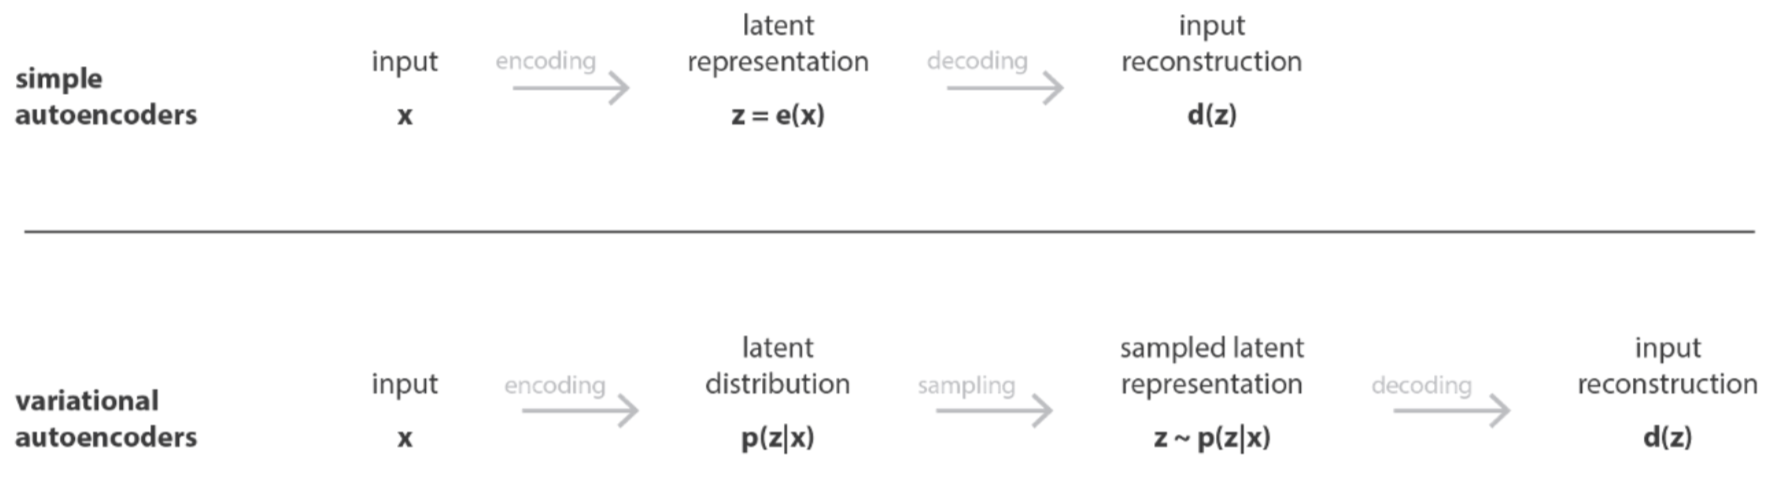 simple
autoencoders
input
x
encoding
latent
representation
z = e(x)
decoding
input
reconstruction
d(z)
variational
autoencoders
input
x
encoding
latent
distribution
p(z|x)
sampling
sampled latent
representation
z ~ p(z|x)
decoding
input
reconstruction
d(z)